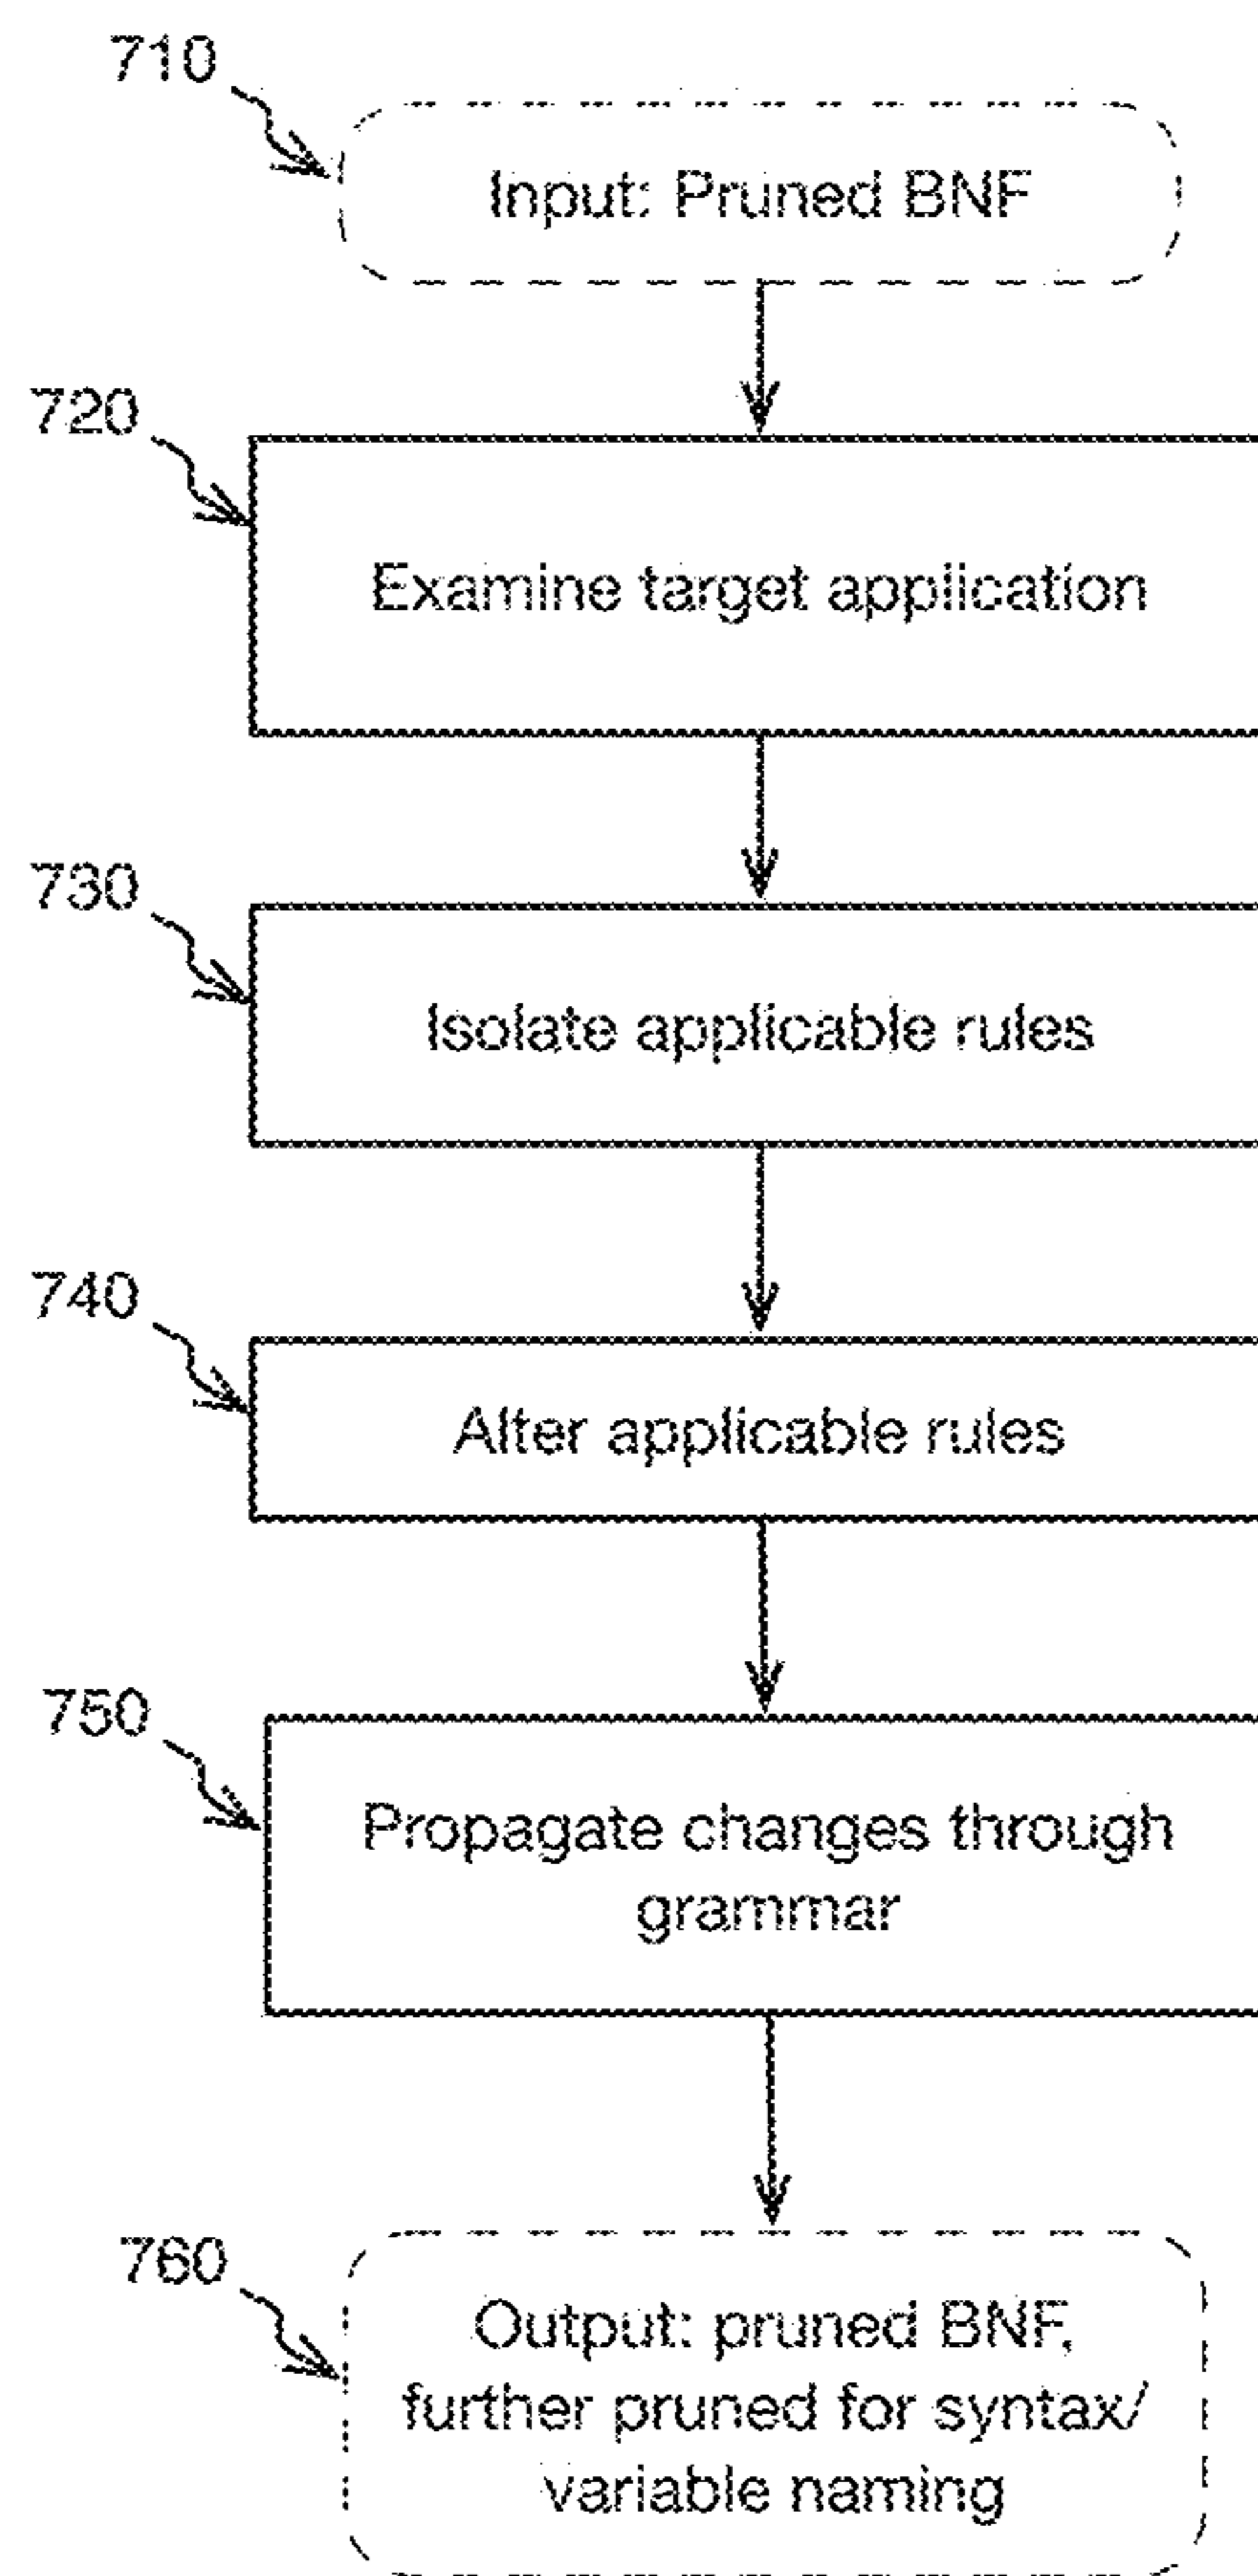 710
Input: Pruned BNF
720
Examine target application
730
Isolate applicable rules
740
Alter applicable rules
750
Propagate changes through
grammar
760
Output: pruned BNF,
further pruned for syntax/
variable naming